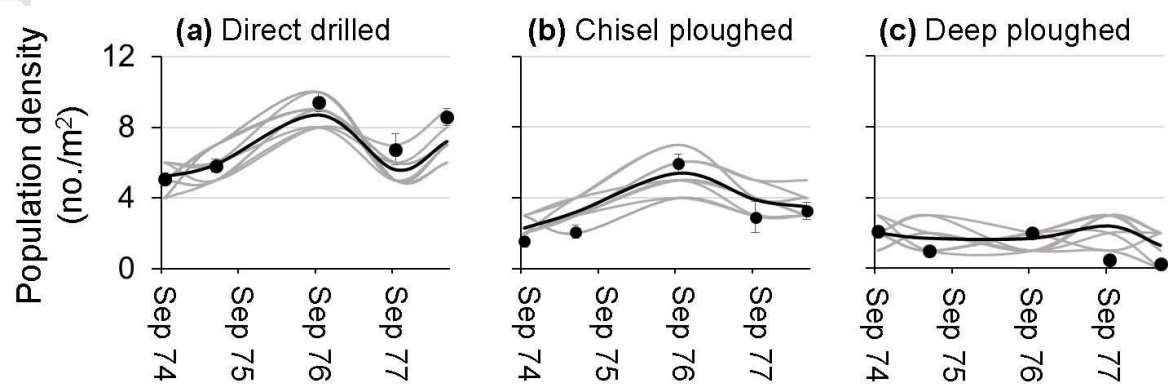 (a) Direct drilled
(b) Chisel ploughed
(c) Deep ploughed
Population density
(no./m²)
12
8
4
0
Sep 74
Sep 75
Sep 76
Sep 77
Sep 74
Sep 75
Sep 76
Sep 77
Sep 74
Sep 75
Sep 76
Sep 77